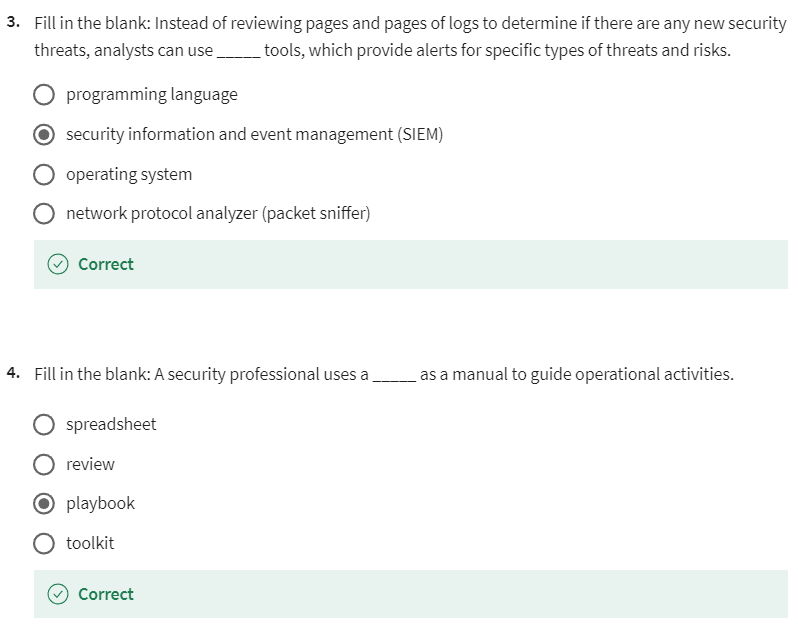 3. Fill in the blank: Instead of reviewing pages and pages of logs to determine if there are any new security
threats, analysts can use _____ tools, which provide alerts for specific types of threats and risks.
programming language
security information and event management (SIEM)
operating system
network protocol analyzer (packet sniffer)
Correct
4. Fill in the blank: A security professional uses a _____ as a manual to guide operational activities.
spreadsheet
review
playbook
toolkit
Correct